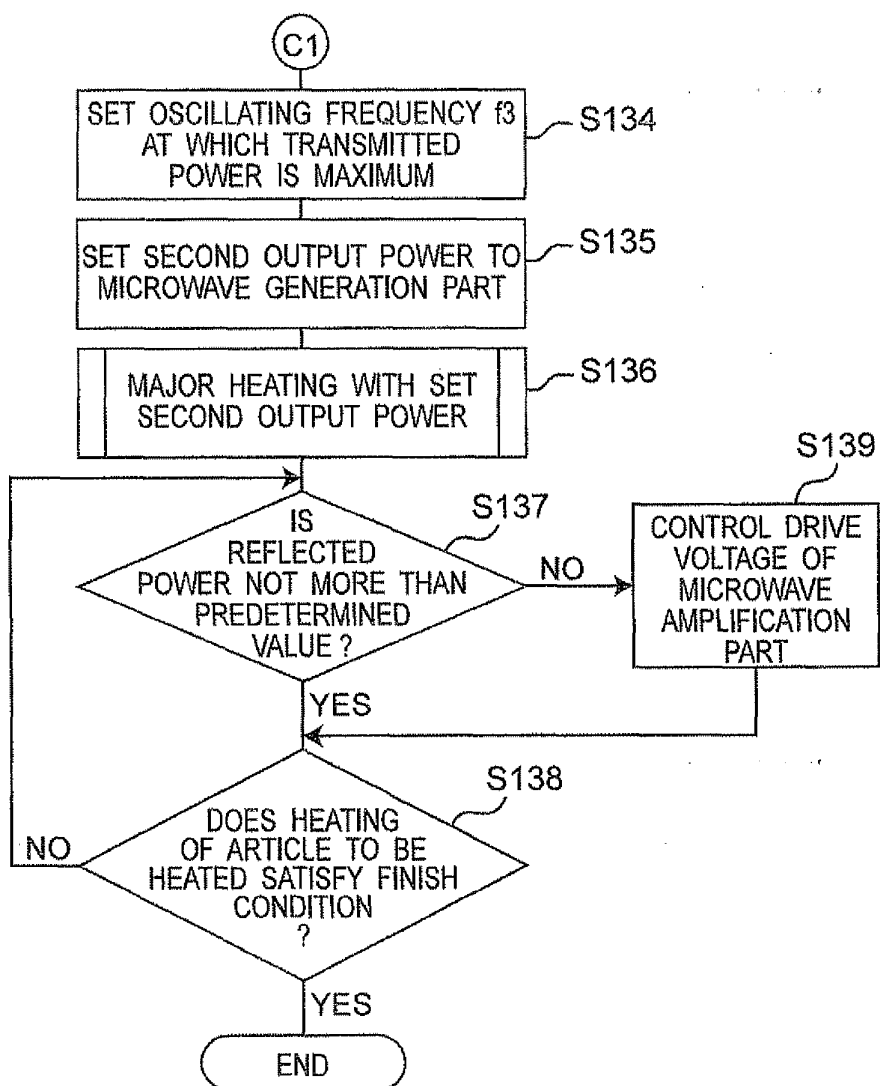 C1
SET OSCILLATING FREQUENCY f3
AT WHICH TRANSMITTED
POWER IS MAXIMUM
S134
SET SECOND OUTPUT POWER TO
MICROWAVE GENERATION PART
S135
MAJOR HEATING WITH SET
SECOND OUTPUT POWER
S136
IS
REFLECTED
POWER NOT MORE THAN
PREDETERMINED
VALUE ?
S137
NO
S139
CONTROL DRIVE
VOLTAGE OF
MICROWAVE
AMPLIFICATION
PART
YES
S138
DOES HEATING
OF ARTICLE TO BE
HEATED SATISFY FINISH
CONDITION
?
NO
YES
END